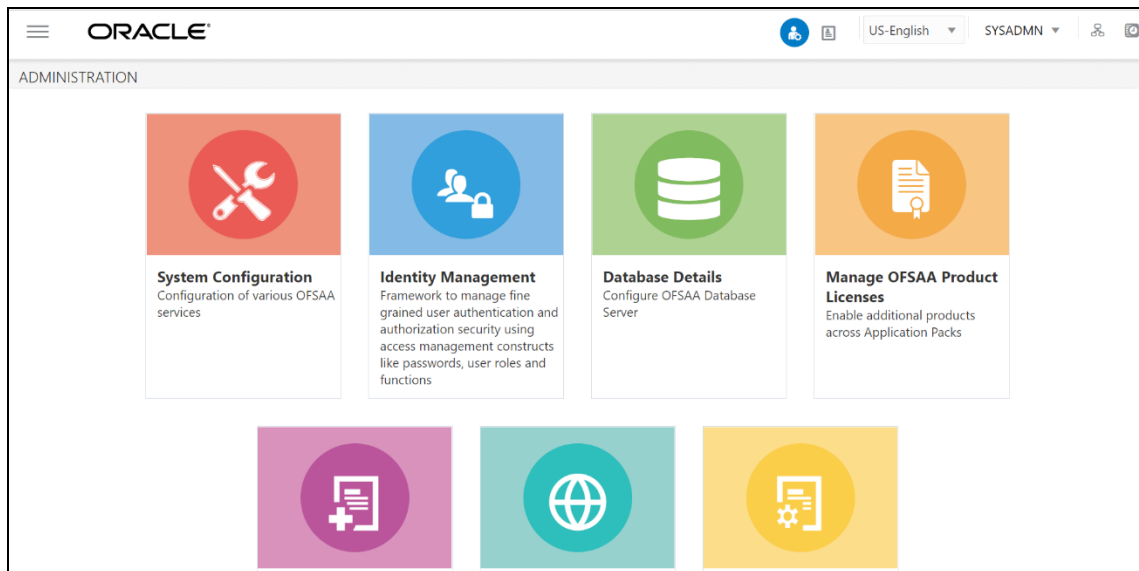 ORACLE
US-English
SYSADMN
ADMINISTRATION
System Configuration
Configuration of various OFSAA
services
Identity Management
Framework to manage fine
grained user authentication and
authorization security using
access management constructs
like passwords, user roles and
functions
Database Details
Configure OFSAA Database
Server
Manage OFSAA Product
Licenses
Enable additional products
across Application Packs